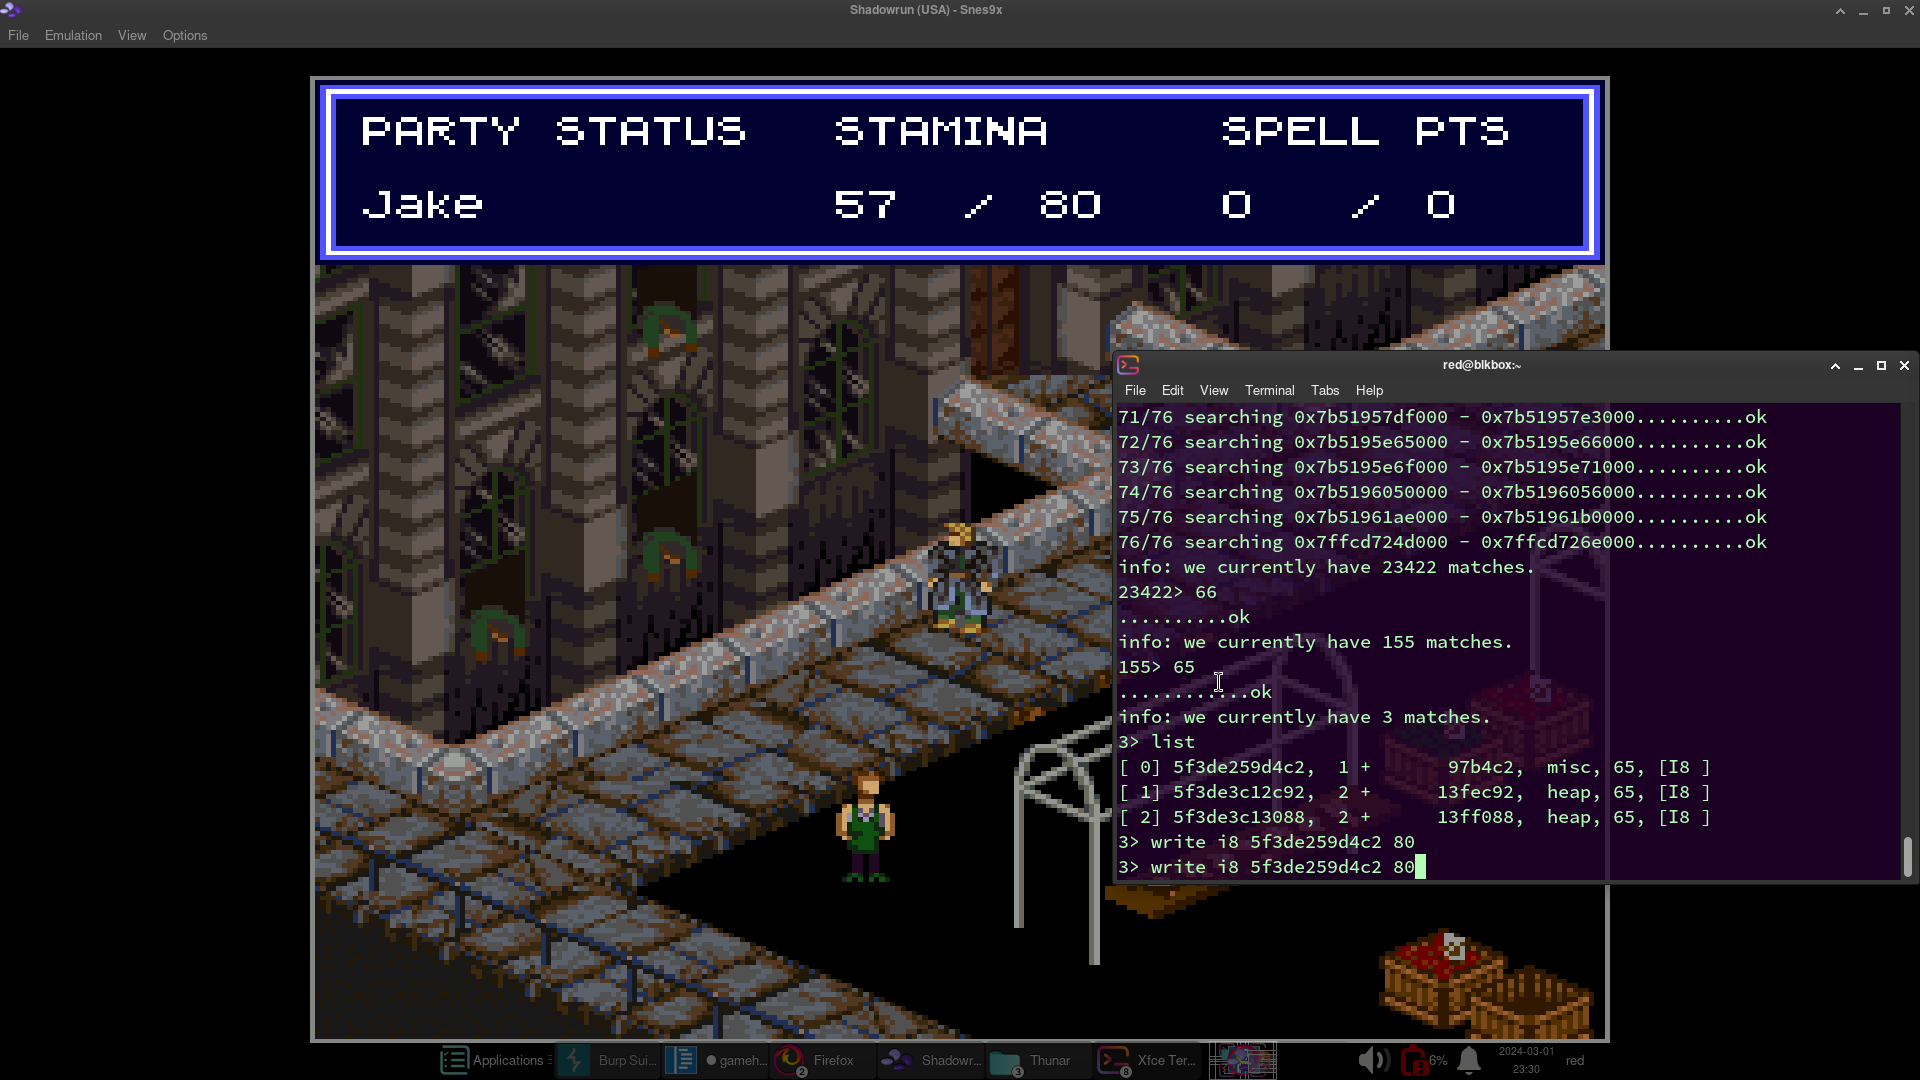 Shadowrun (USA) - Snes9x
File Emulation View Options
PARTY STATUS STAMINA SPELL PTS
Jake 57 / 80 0 / 0
red@blkbox:~
File Edit View Terminal Tabs Help
71/76 searching 0x7b51957df000 - 0x7b51957e3000..........ok
72/76 searching 0x7b5195e65000 - 0x7b5195e66000..........ok
73/76 searching 0x7b5195e6f000 - 0x7b5195e71000..........ok
74/76 searching 0x7b5196050000 - 0x7b5196056000..........ok
75/76 searching 0x7b51961ae000 - 0x7b51961b0000..........ok
76/76 searching 0x7ffcd724d000 - 0x7ffcd726e000..........ok
info: we currently have 23422 matches.
23422> 66
..........ok
info: we currently have 155 matches.
155> 65
............ok
info: we currently have 3 matches.
3> list
[ 0] 5f3de259d4c2,  1 +       97b4c2,  misc, 65, [I8 ]
[ 1] 5f3de3c12c92,  2 +      13fec92,  heap, 65, [I8 ]
[ 2] 5f3de3c13088,  2 +      13ff088,  heap, 65, [I8 ]
3> write i8 5f3de259d4c2 80
3> write i8 5f3de259d4c2 80
Applications Burp Sui... gameh... Firefox 2 Shadowr... Thunar 3 Xfce Ter... 8 6% 2024-03-01 red
23:30